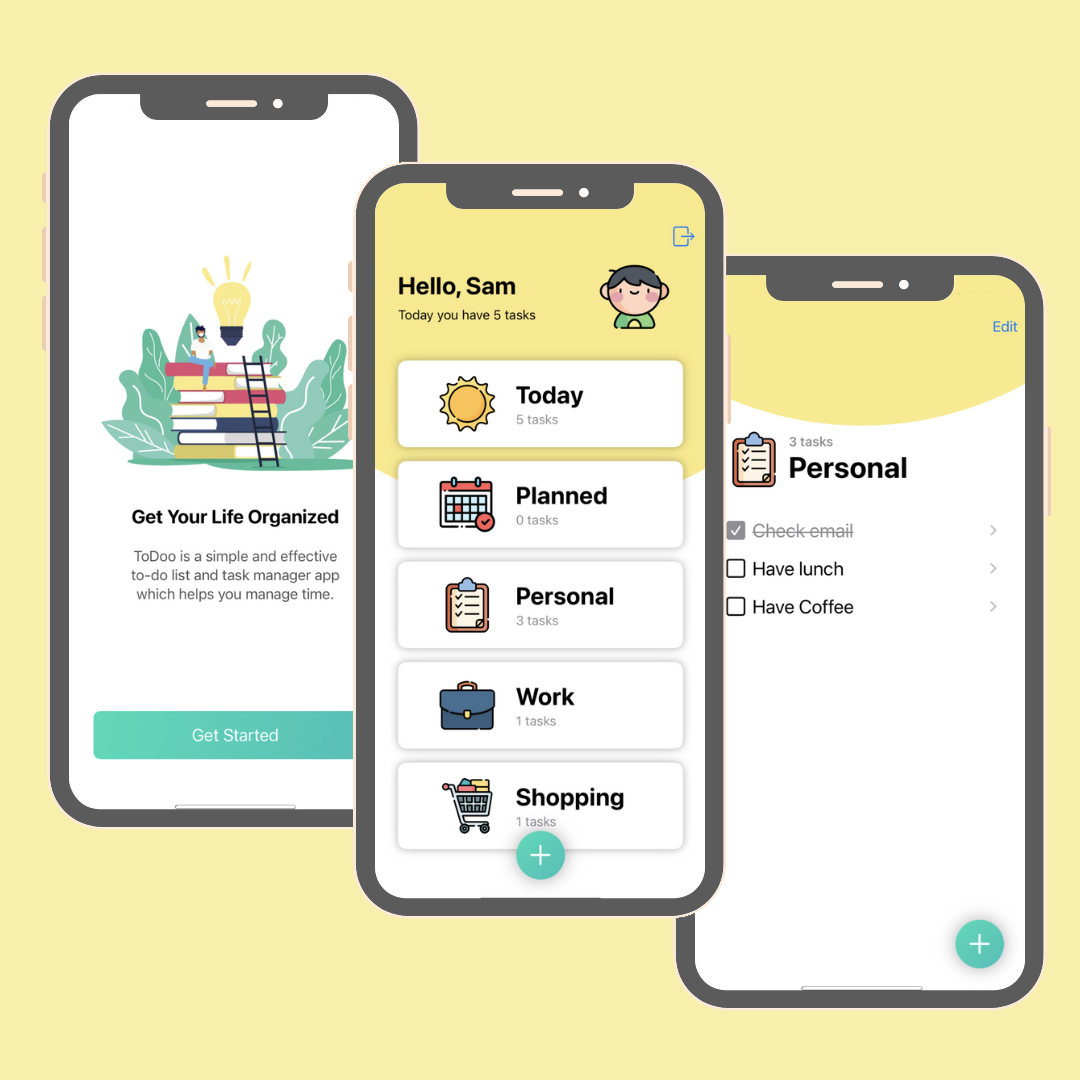 Get Your Life Organized
ToDoo is a simple and effective
to-do list and task manager app
which helps you manage time.
Get Started
Hello, Sam
Today you have 5 tasks
Today
5 tasks
Planned
0 tasks
Personal
3 tasks
Work
1 tasks
Shopping
1 tasks
Edit
3 tasks
Personal
Check email
Have lunch
Have Coffee